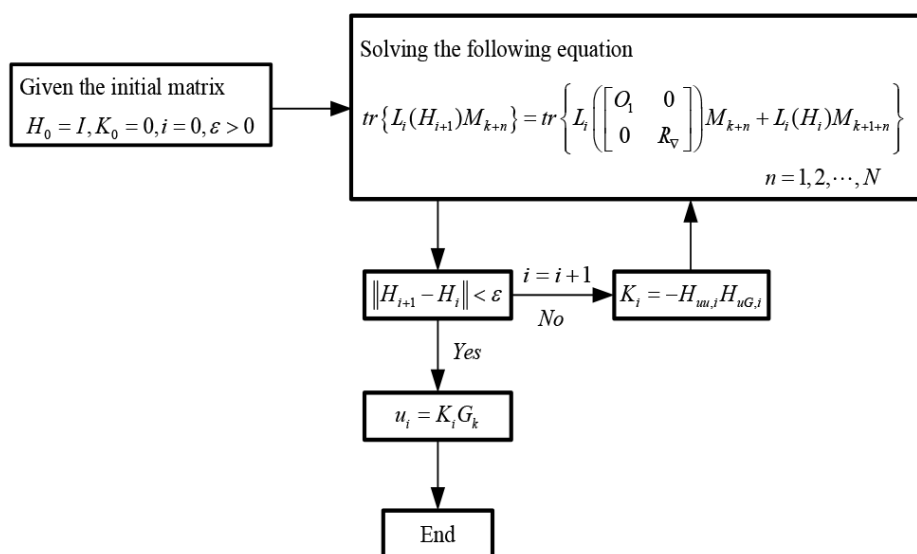 Given the initial matrix
H_0 = I, K_0 = 0, i = 0, ε > 0
Solving the following equation
tr{L_i(H_{i+1})M_{k+n}} = tr{L_i([O_1 0; 0 R_∇])M_{k+n} + L_i(H_i)M_{k+1+n}}
n = 1, 2, ⋯, N
‖H_{i+1} − H_i‖ < ε
i = i + 1
No
K_i = −H_{uu,i}H_{uG,i}
Yes
u_i = K_iG_k
End